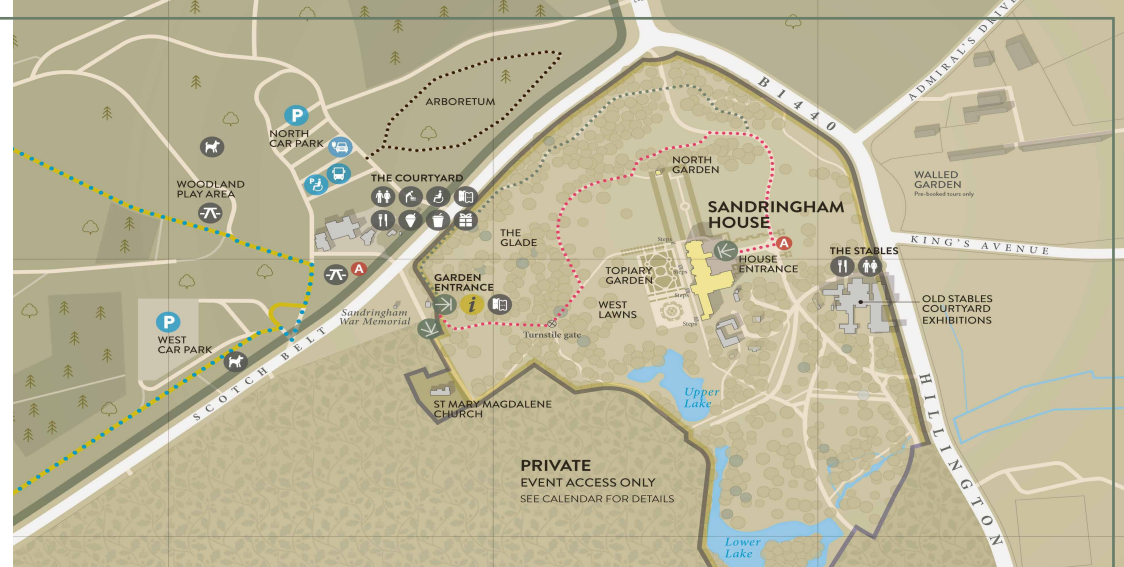 B1440
ADMIRAL'S DRIVE
ARBORETUM
P
NORTH
CAR PARK
P
THE COURTYARD
WOODLAND
PLAY AREA
NORTH
GARDEN
WALLED
GARDEN
Pre-booked tours only
SANDRINGHAM
HOUSE
THE
GLADE
A
KING'S AVENUE
Steps
THE STABLES
HOUSE
ENTRANCE
TOPIARY
GARDEN
Steps
A
GARDEN
ENTRANCE
i
Steps
WEST
LAWNS
OLD STABLES
COURTYARD
EXHIBITIONS
Sandringham
War Memorial
Steps
Turnstile gate
P
WEST
CAR PARK
SCOTCH BELT
ST MARY MAGDALENE
CHURCH
Upper
Lake
HILLINGTON
PRIVATE
EVENT ACCESS ONLY
SEE CALENDAR FOR DETAILS
Lower
Lake